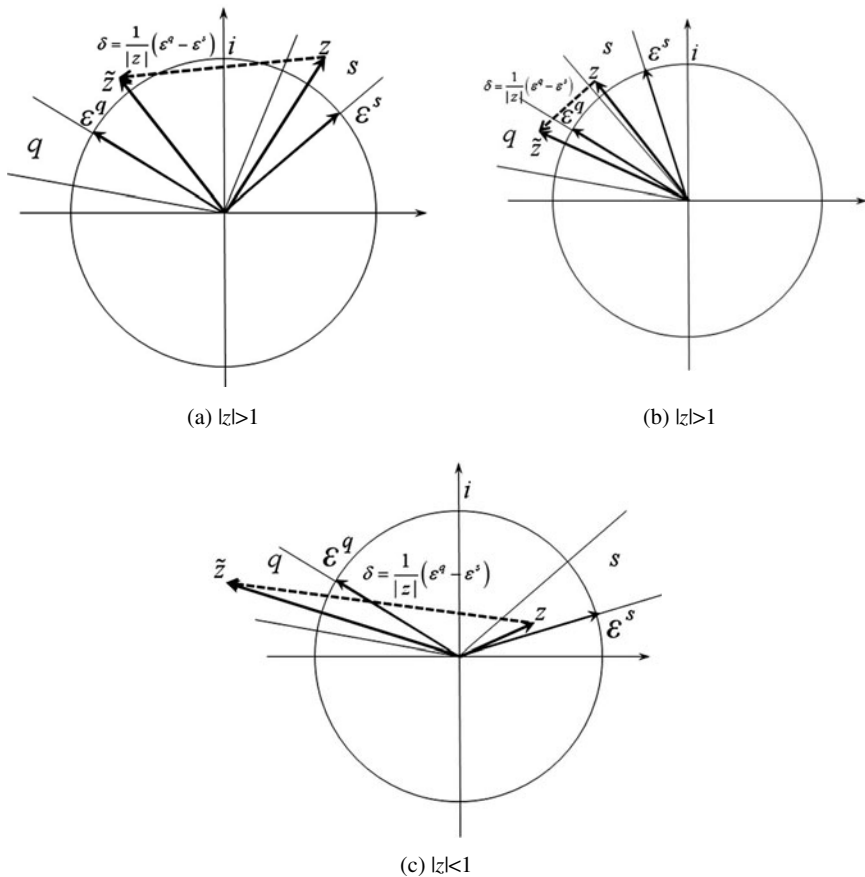 δ = 1/|z| (ε^q − ε^s)
i
z
s
z̃
ε^q
ε^s
q
(a) |z|>1
s
ε^s
i
z
δ = 1/|z| (ε^q − ε^s)
ε^q
q
z̃
(b) |z|>1
i
ε^q
q
z̃
δ = 1/|z| (ε^q − ε^s)
s
z
ε^s
(c) |z|<1